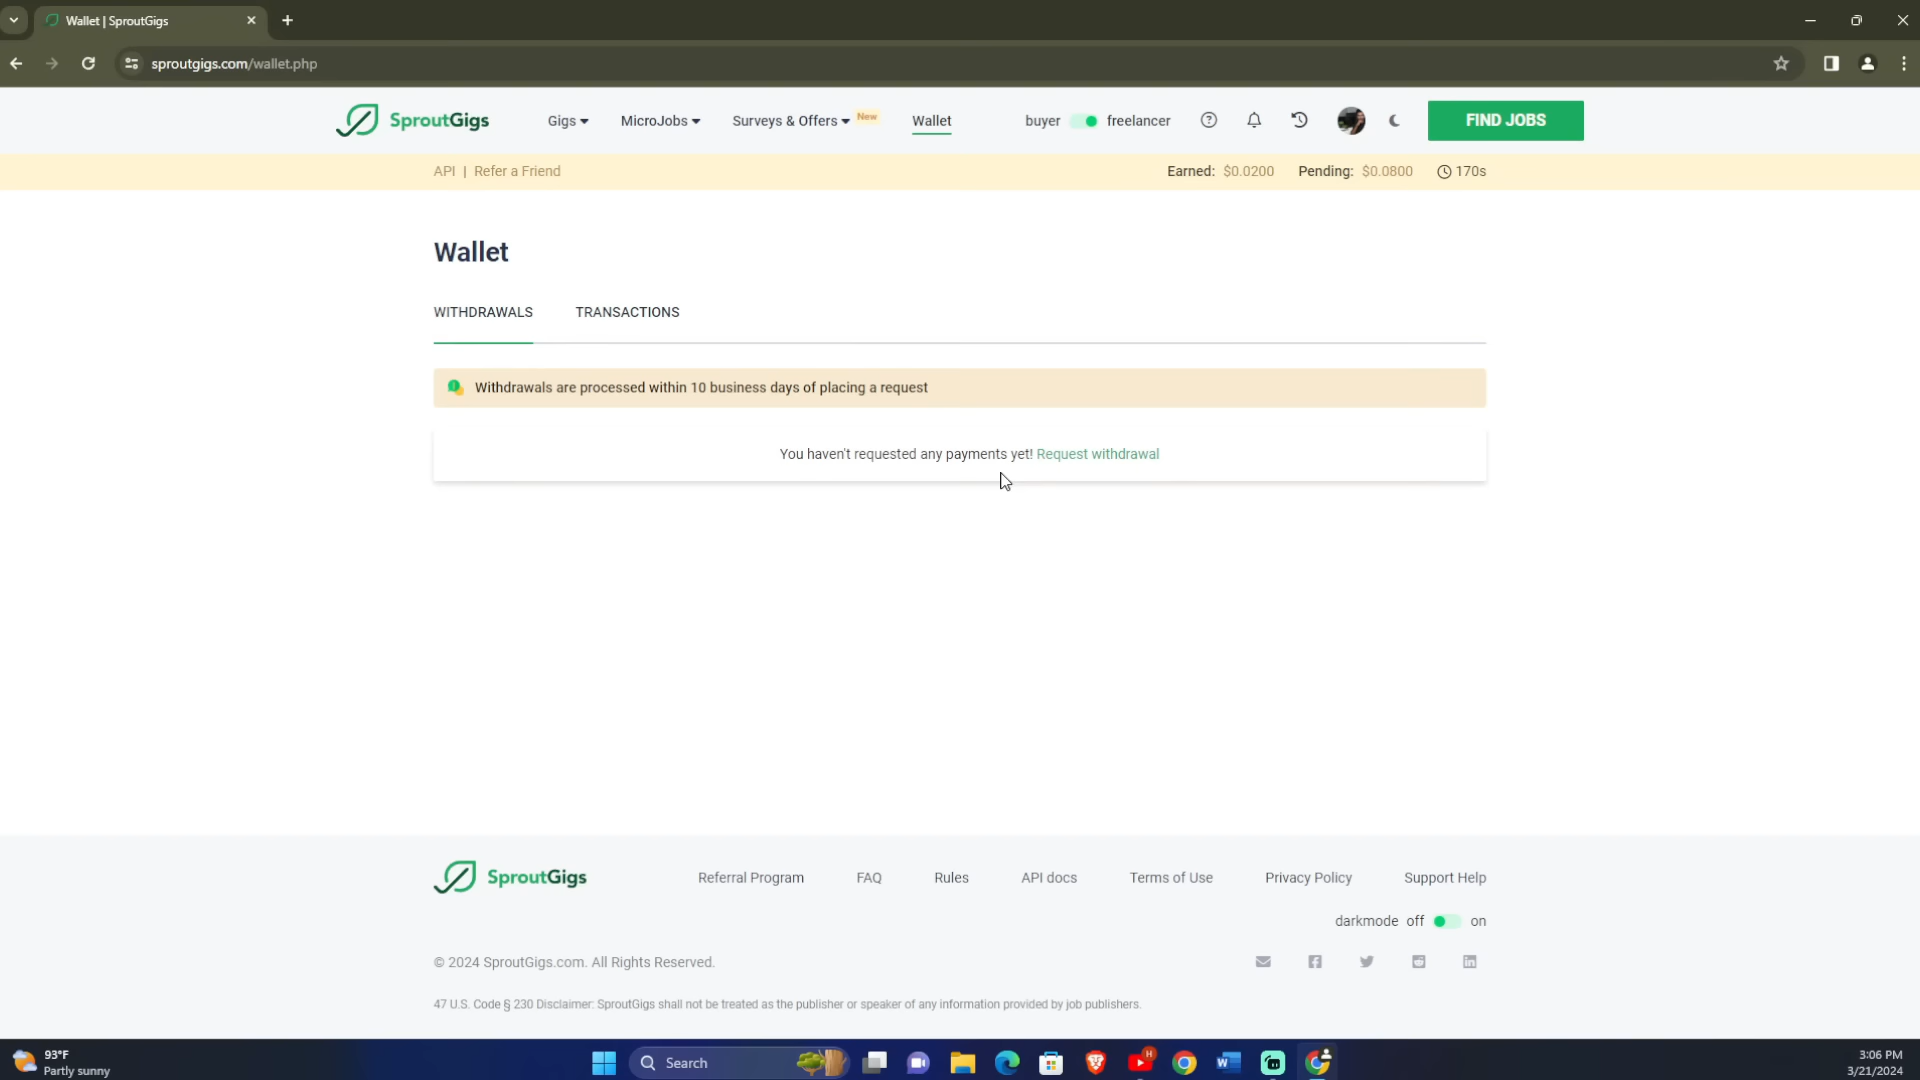 Wallet | SproutGigs
sproutgigs.com/wallet.php
SproutGigs
Gigs
MicroJobs
Surveys & Offers
New
Wallet
buyer
freelancer
FIND JOBS
API | Refer a Friend
Earned: $0.0200
Pending: $0.0800
170s
Wallet
WITHDRAWALS
TRANSACTIONS
Withdrawals are processed within 10 business days of placing a request
You haven't requested any payments yet! Request withdrawal
SproutGigs
Referral Program
FAQ
Rules
API docs
Terms of Use
Privacy Policy
Support Help
darkmode off on
© 2024 SproutGigs.com. All Rights Reserved.
47 U.S. Code § 230 Disclaimer: SproutGigs shall not be treated as the publisher or speaker of any information provided by job publishers.
93°F
Partly sunny
Search
3:06 PM
3/21/2024